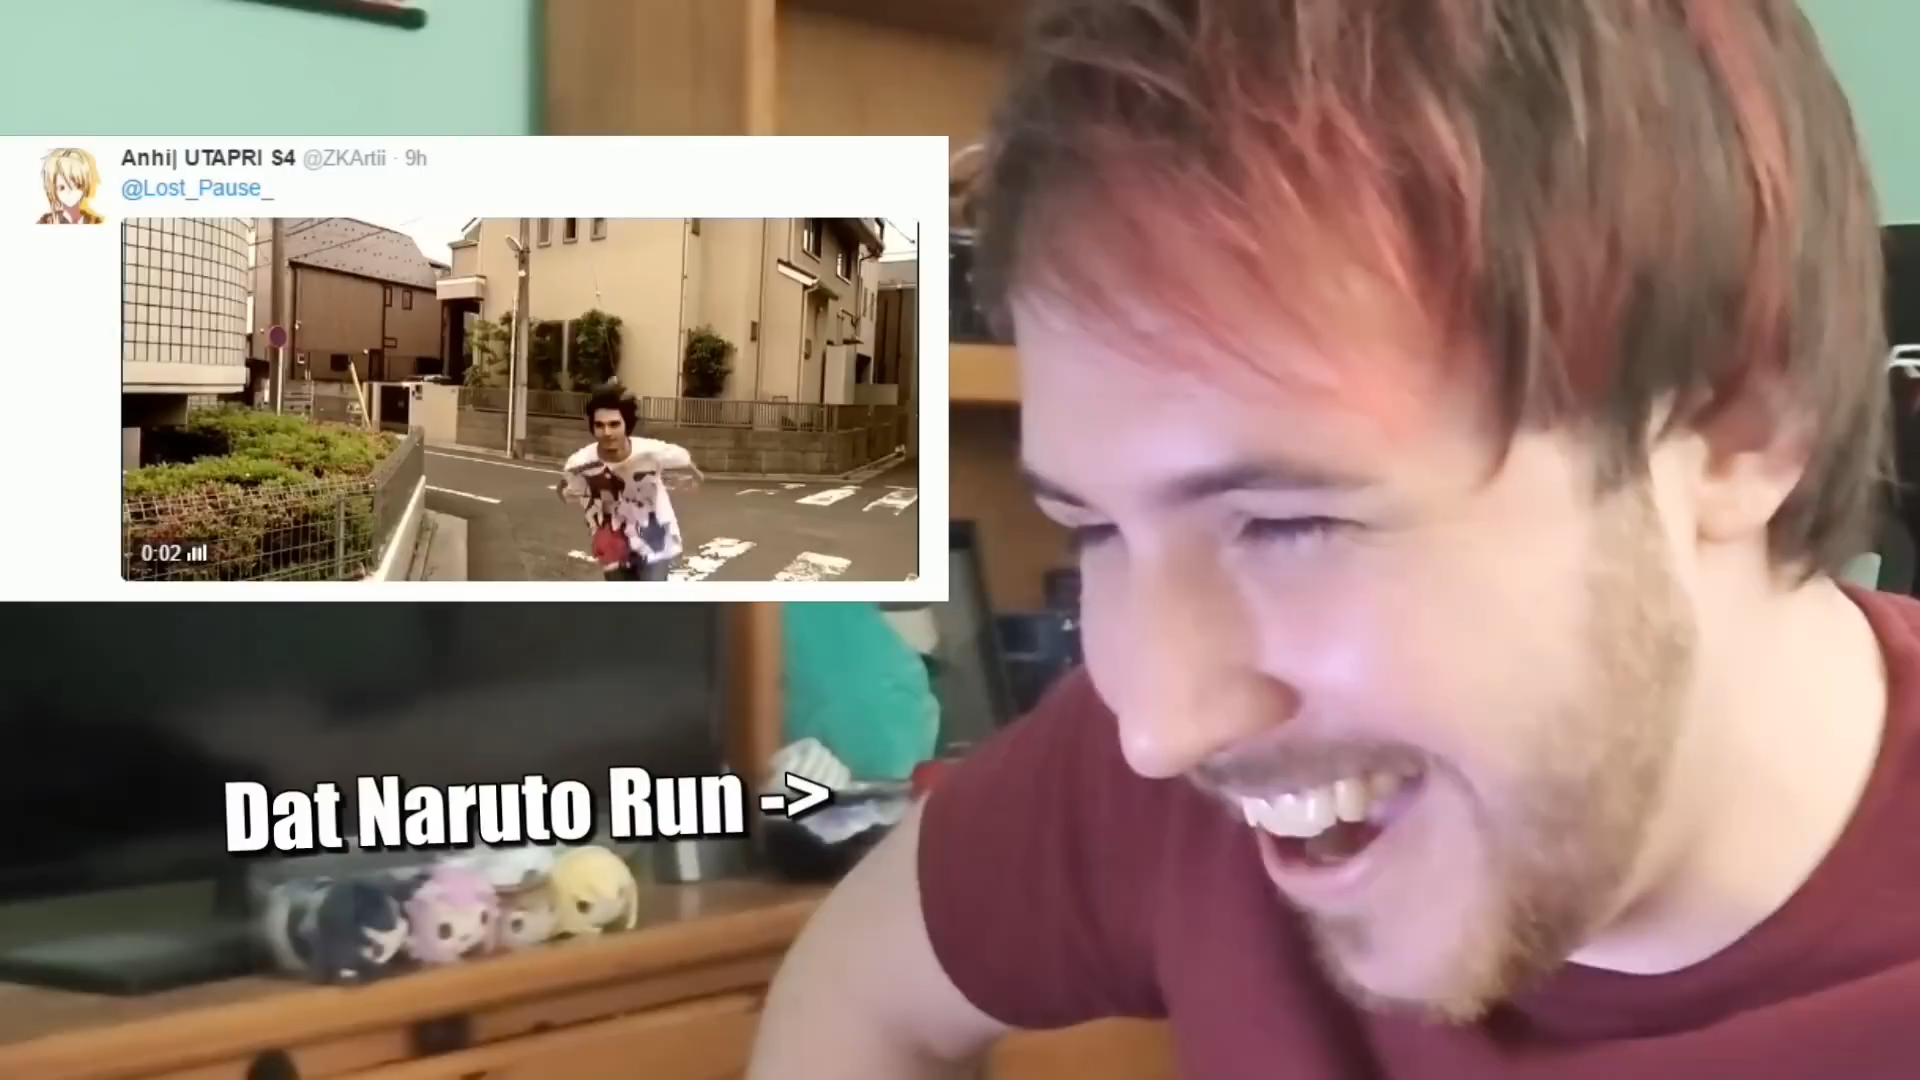 Anhi| UTAPRI S4 @ZKArtii · 9h
@Lost_Pause_
0:02
Dat Naruto Run ->